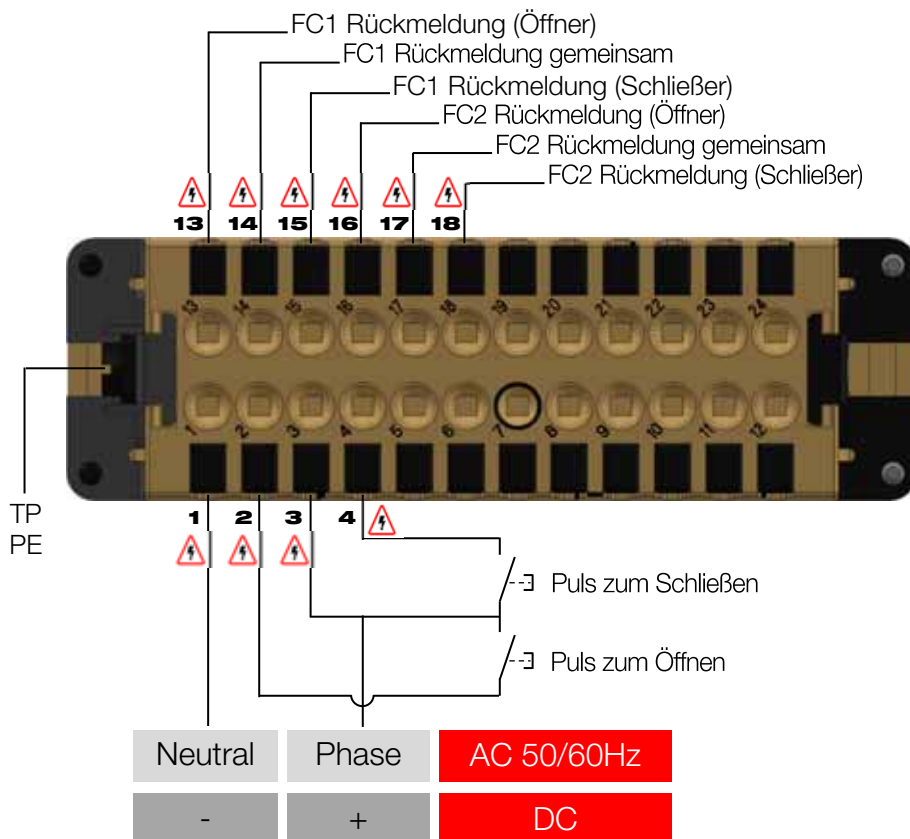 FC1 Rückmeldung (Öffner)
FC1 Rückmeldung gemeinsam
FC1 Rückmeldung (Schließer)
FC2 Rückmeldung (Öffner)
FC2 Rückmeldung gemeinsam
FC2 Rückmeldung (Schließer)
13 14 15 16 17 18
13 14 15 16 17 18 19 20 21 22 23 24
1 2 3 4 5 6 7 8 9 10 11 12
TP
PE
1 2 3 4
Puls zum Schließen
Puls zum Öffnen
Neutral Phase AC 50/60Hz
- + DC